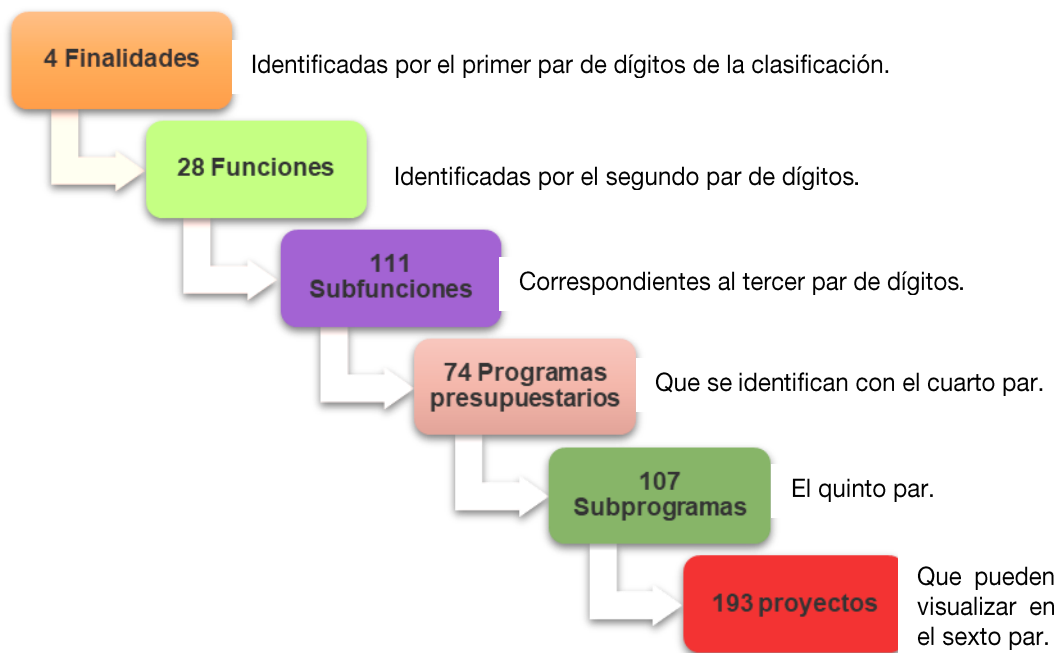 4 Finalidades
Identificadas por el primer par de dígitos de la clasificación.
28 Funciones
Identificadas por el segundo par de dígitos.
111
Subfunciones
Correspondientes al tercer par de dígitos.
74 Programas
presupuestarios
Que se identifican con el cuarto par.
107
Subprogramas
El quinto par.
193 proyectos
Que pueden
visualizar en
el sexto par.